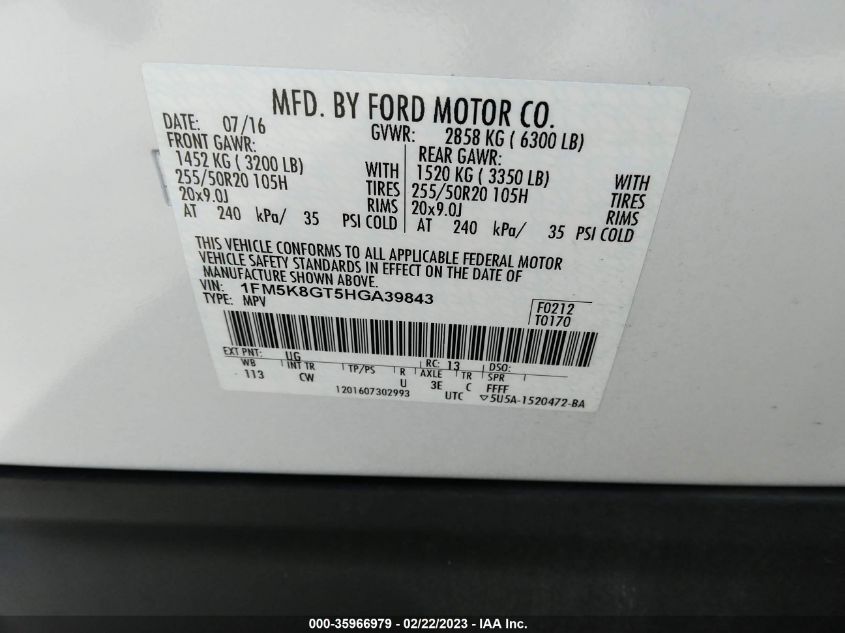 MFD. BY FORD MOTOR CO.
DATE: 07/16 GVWR: 2858 KG ( 6300 LB)
FRONT GAWR: REAR GAWR:
1452 KG ( 3200 LB) WITH 1520 KG ( 3350 LB) WITH
255/50R20 105H TIRES 255/50R20 105H TIRES
20x9.0J RIMS 20x9.0J RIMS
AT 240 kPa/ 35 PSI COLD AT 240 kPa/ 35 PSI COLD
THIS VEHICLE CONFORMS TO ALL APPLICABLE FEDERAL MOTOR
VEHICLE SAFETY STANDARDS IN EFFECT ON THE DATE OF
MANUFACTURE SHOWN ABOVE.
VIN: 1FM5K8GT5HGA39843
TYPE: MPV
F0212
T0170
EXT PNT: UG RC: 13 DSO:
WB INT TR TP/PS R AXLE TR SPR
113 CW U 3E C FFFF
1201607302993 UTC ▽5U5A-1520472-BA
000-35966979 - 02/22/2023 - IAA Inc.